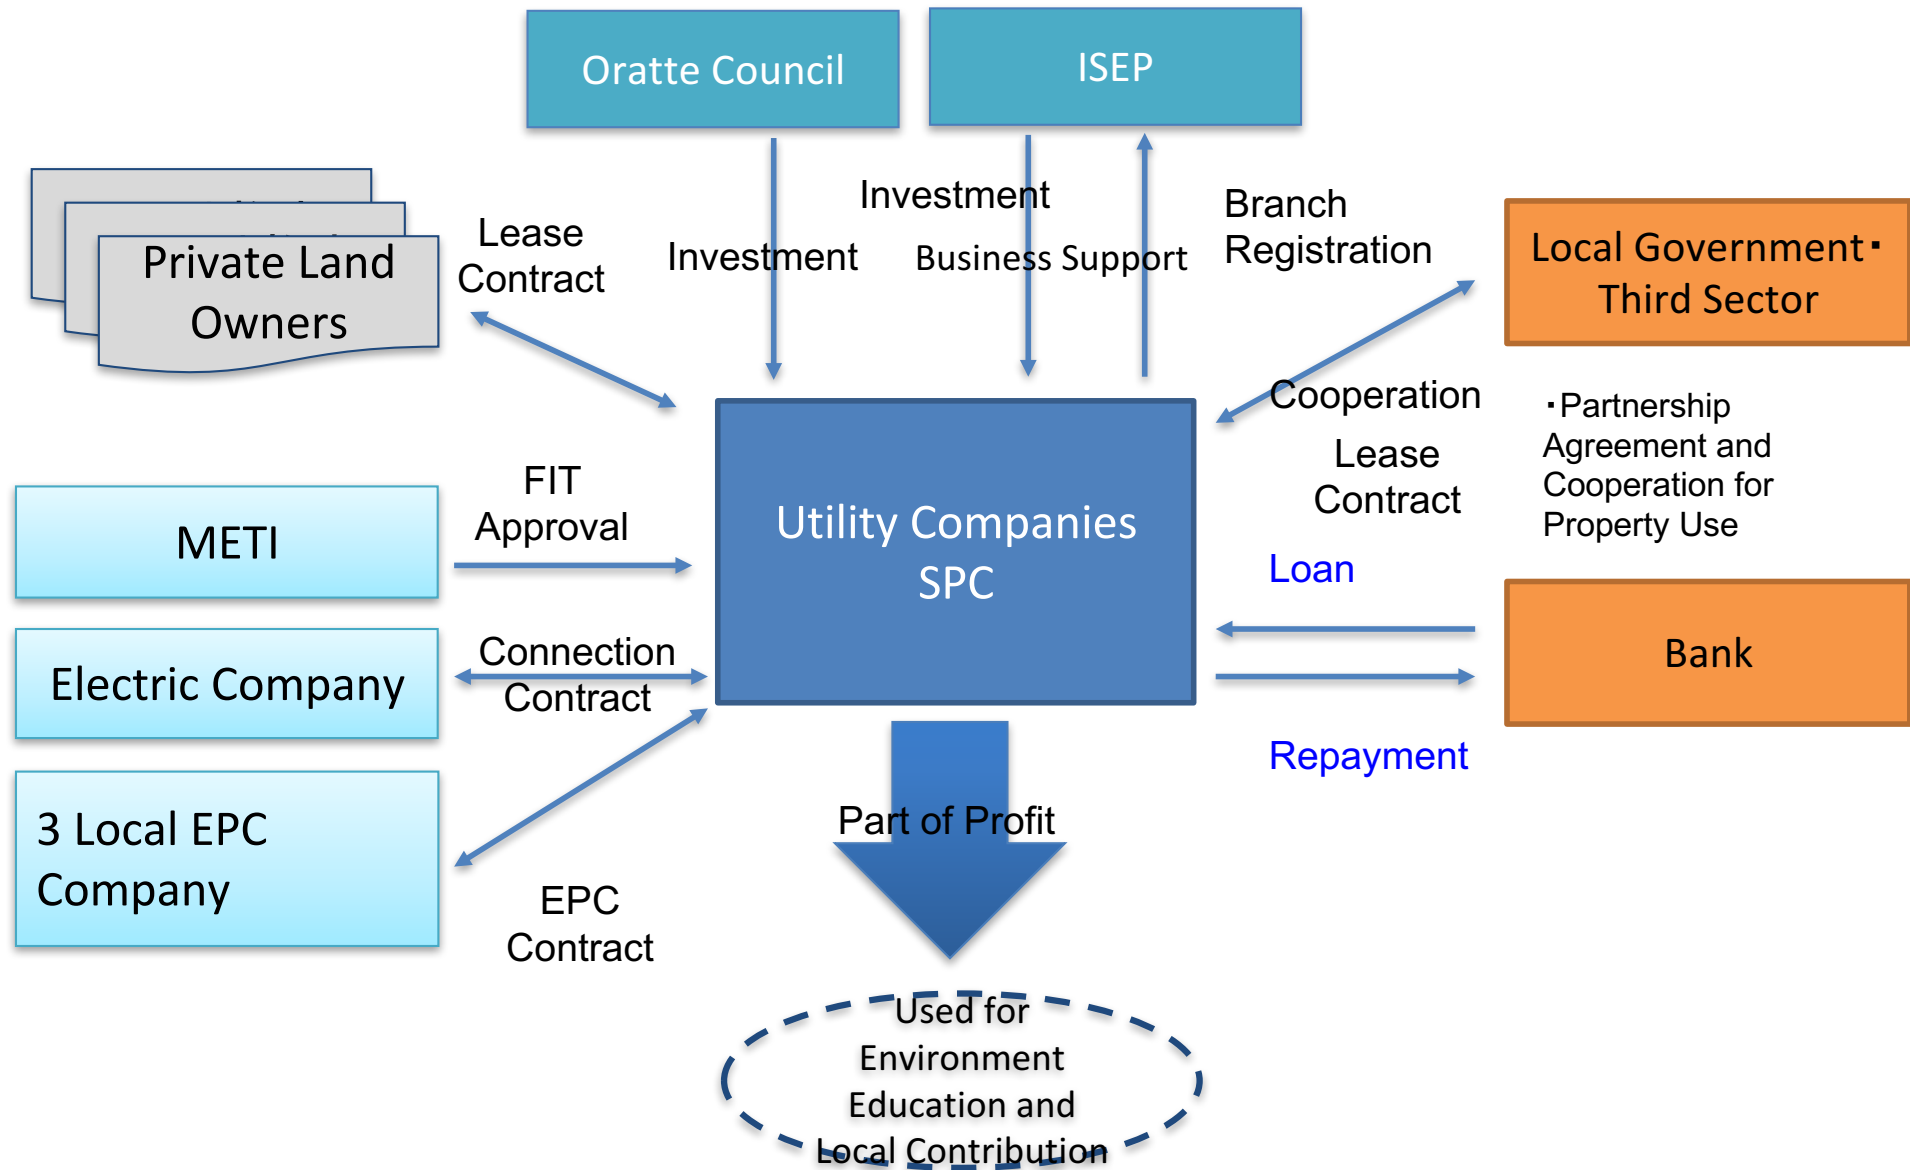 Oratte Council
ISEP
Investment
Investment
Business Support
Branch
Registration
Lease
Contract
Private Land
Owners
Local Government・
Third Sector
Cooperation
Lease
Contract
・Partnership
Agreement and
Cooperation for
Property Use
FIT
Approval
METI
Utility Companies
SPC
Loan
Bank
Repayment
Connection
Contract
Electric Company
3 Local EPC
Company
EPC
Contract
Part of Profit
Used for
Environment
Education and
Local Contribution